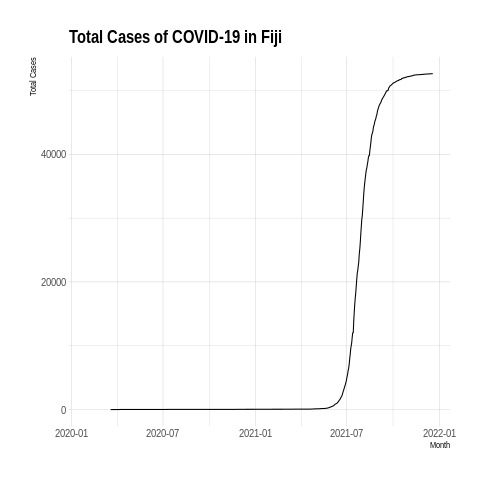 Total Cases of COVID-19 in Fiji
Total Cases
40000
20000
0
2020-01 2020-07 2021-01 2021-07 2022-01
Month